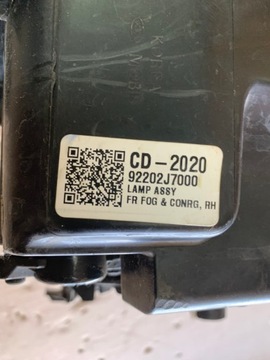 CD-2020
92202J7000
LAMP ASSY
FR FOG & CONRG, RH